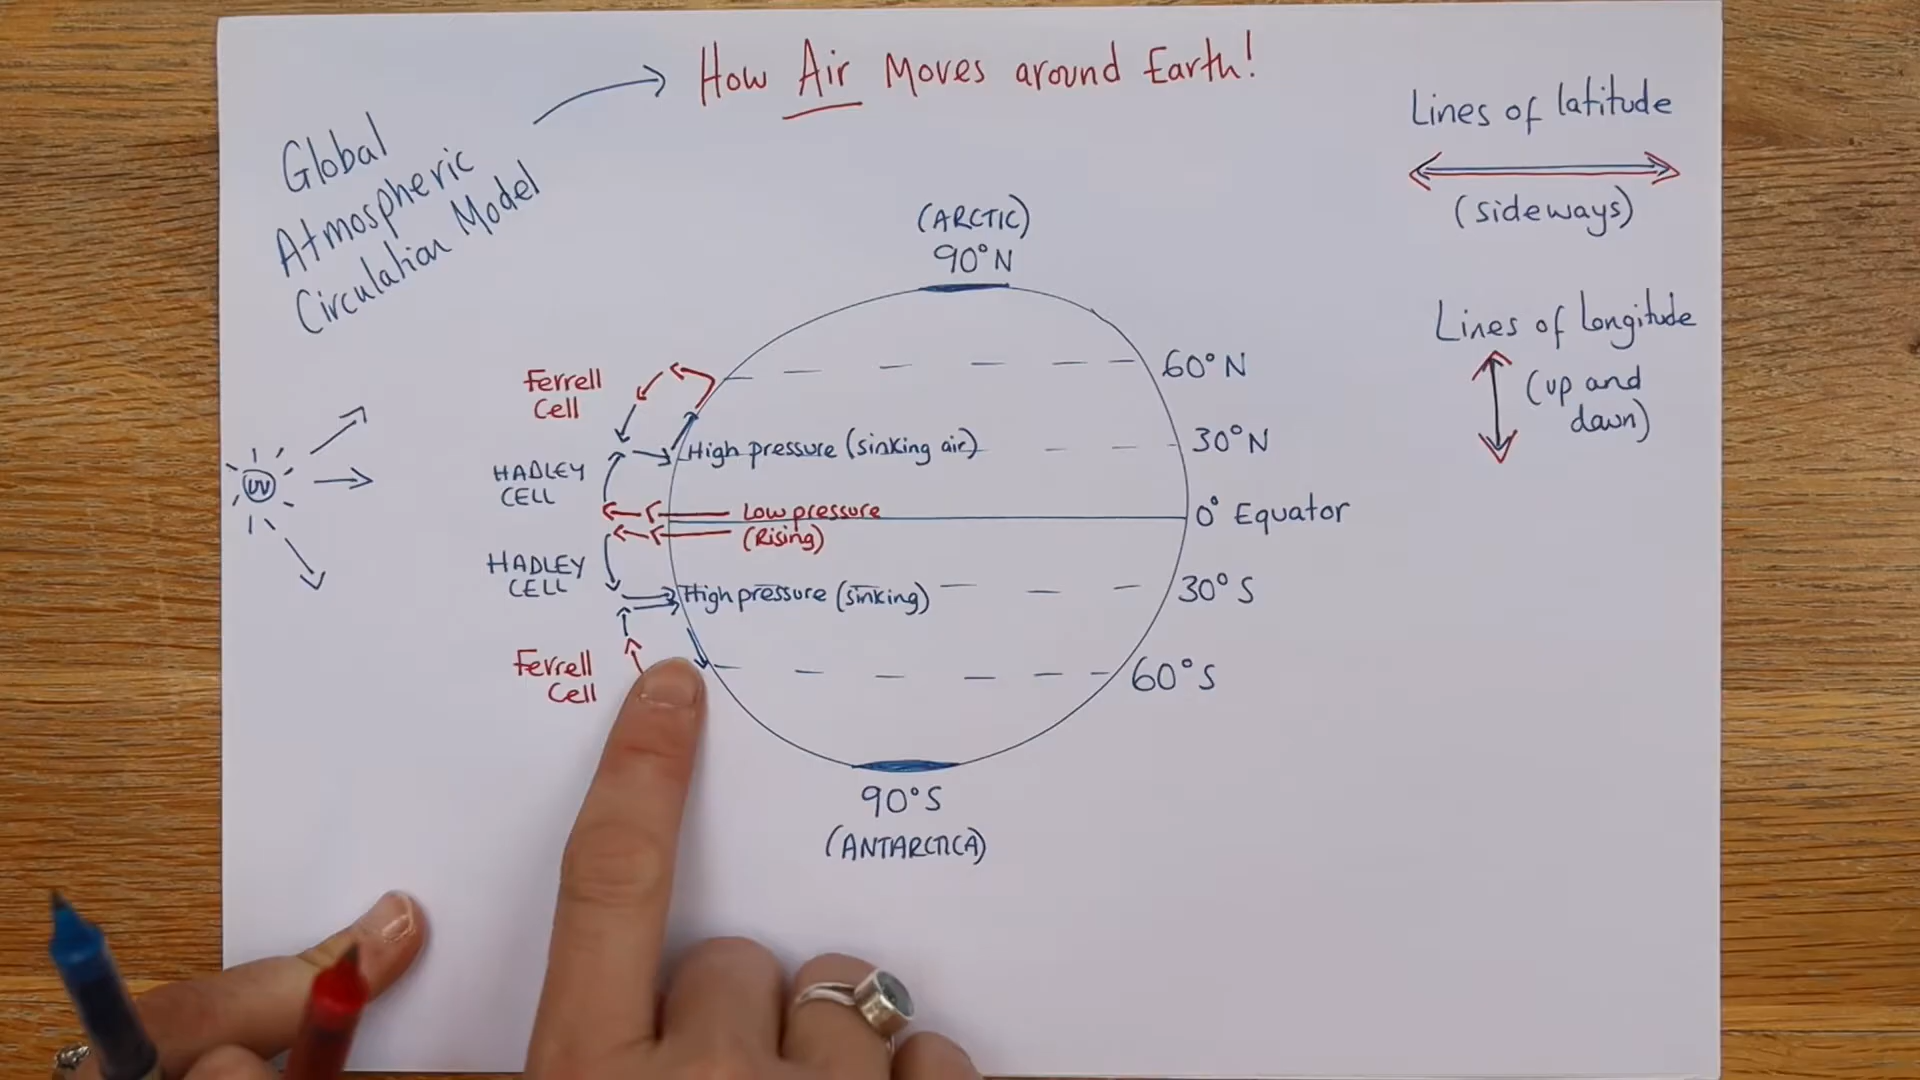 How Air Moves around Earth!
Global
Atmospheric
Circulation Model
Lines of latitude
(sideways)
Lines of longitude
(up and
down)
(ARCTIC)
90°N
60°N
30°N
0° Equator
30°S
60°S
90°S
(ANTARCTICA)
UV
Ferrell
Cell
High pressure (sinking air)
HADLEY
CELL
Low pressure
(Rising)
HADLEY
CELL
High pressure (sinking)
Ferrell
Cell